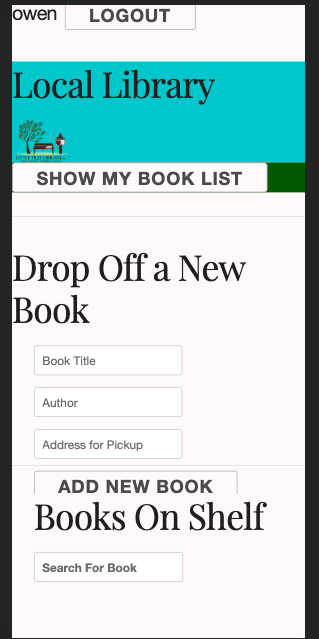 owen LOGOUT
Local Library
SHOW MY BOOK LIST
Drop Off a New
Book
Book Title
Author
Address for Pickup
ADD NEW BOOK
Books On Shelf
Search For Book